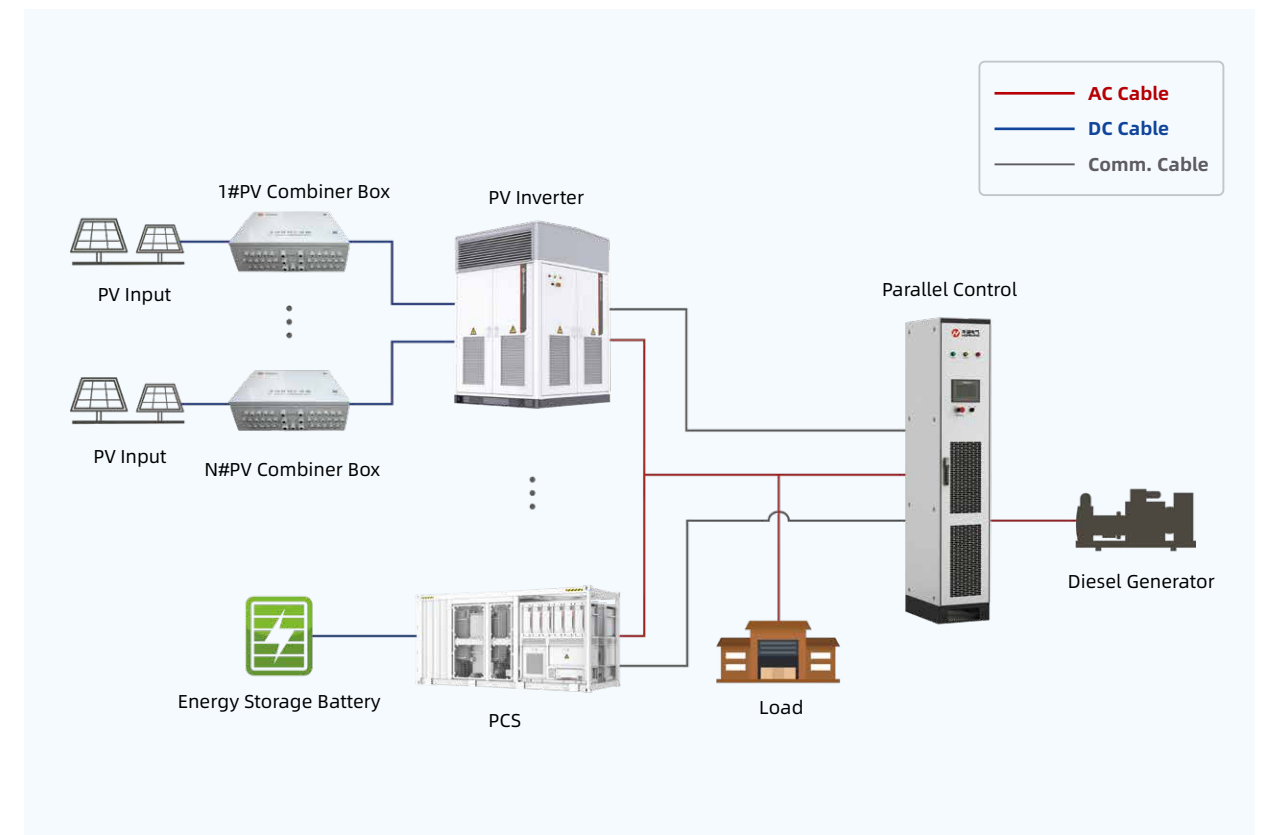 AC Cable
DC Cable
Comm. Cable
1#PV Combiner Box
PV Inverter
Parallel Control
PV Input
PV Input
N#PV Combiner Box
Diesel Generator
Energy Storage Battery
PCS
Load